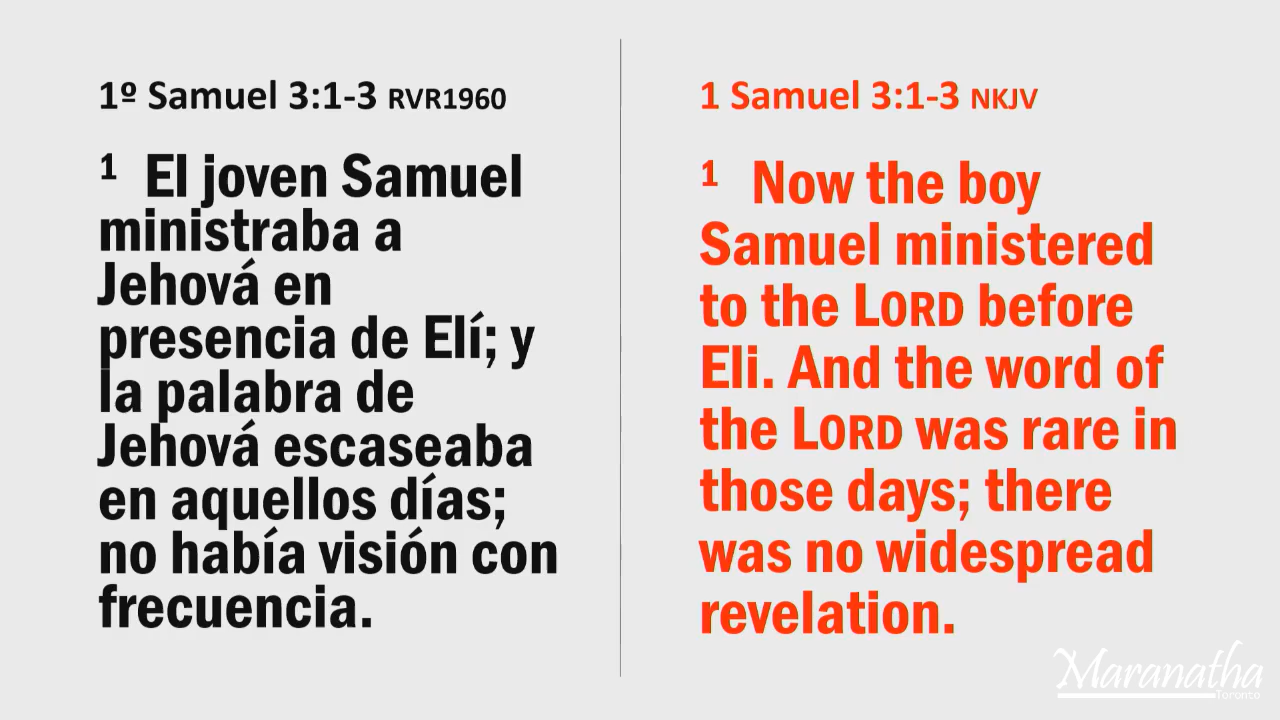 1º Samuel 3:1-3 RVR1960
1 El joven Samuel
ministraba a
Jehová en
presencia de Elí; y
la palabra de
Jehová escaseaba
en aquellos días;
no había visión con
frecuencia.
1 Samuel 3:1-3 NKJV
1 Now the boy
Samuel ministered
to the LORD before
Eli. And the word of
the LORD was rare in
those days; there
was no widespread
revelation.
Maranatha
Toronto